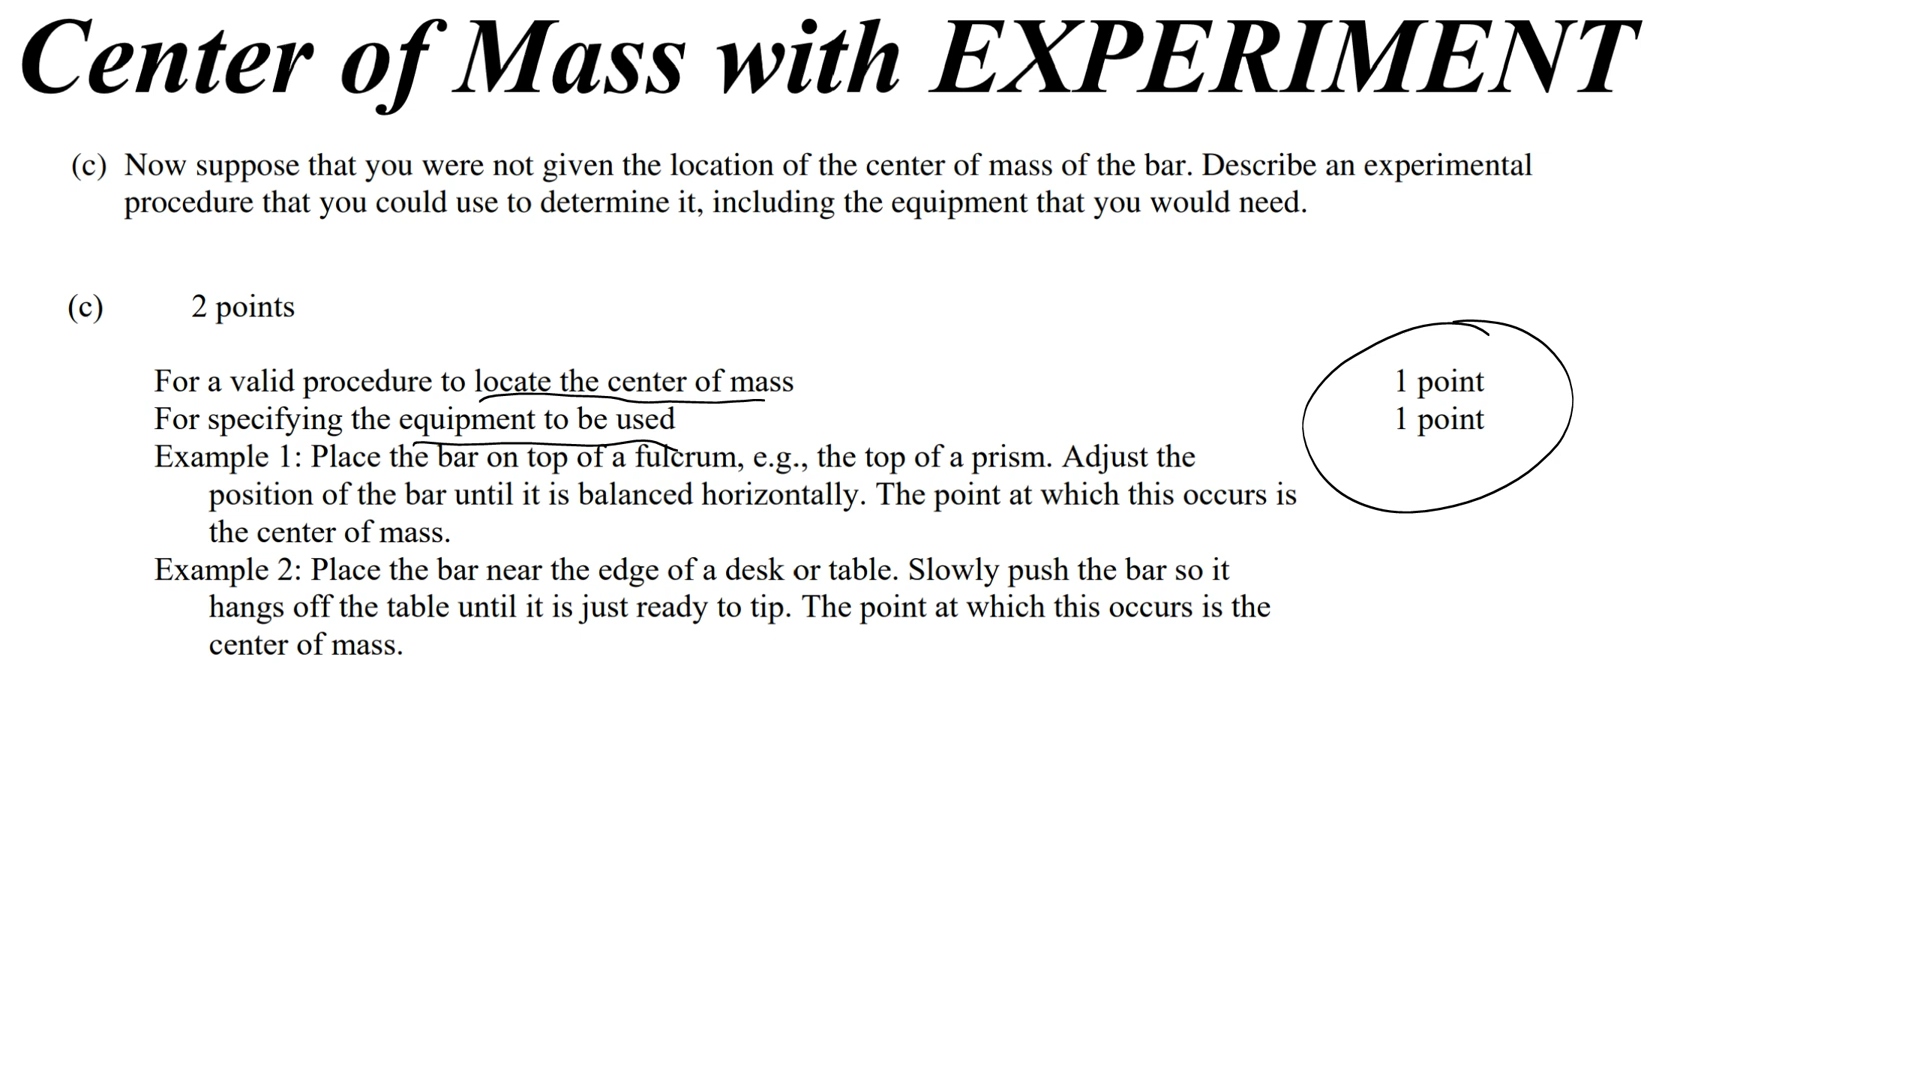 Center of Mass with EXPERIMENT
(c) Now suppose that you were not given the location of the center of mass of the bar. Describe an experimental
procedure that you could use to determine it, including the equipment that you would need.
(c) 2 points
For a valid procedure to locate the center of mass 1 point
For specifying the equipment to be used 1 point
Example 1: Place the bar on top of a fulcrum, e.g., the top of a prism. Adjust the
position of the bar until it is balanced horizontally. The point at which this occurs is
the center of mass.
Example 2: Place the bar near the edge of a desk or table. Slowly push the bar so it
hangs off the table until it is just ready to tip. The point at which this occurs is the
center of mass.